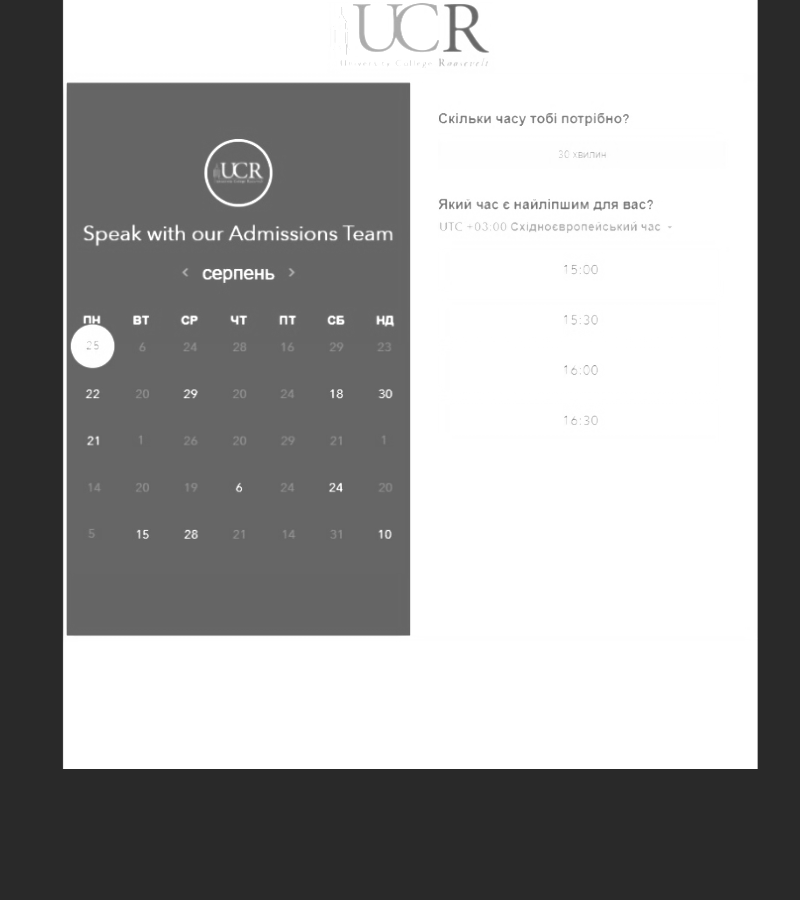 UCR
University College Roosevelt
UCR
Speak with our Admissions Team
‹ серпень ›
ПН ВТ СР ЧТ ПТ СБ НД
25 6 24 28 16 29 23
22 20 29 20 24 18 30
21 1 26 20 29 21 1
14 20 19 6 24 24 20
5 15 28 21 14 31 10
Скільки часу тобі потрібно?
30 хвилин
Який час є найліпшим для вас?
UTC +03:00 Східноєвропейський час
15:00
15:30
16:00
16:30